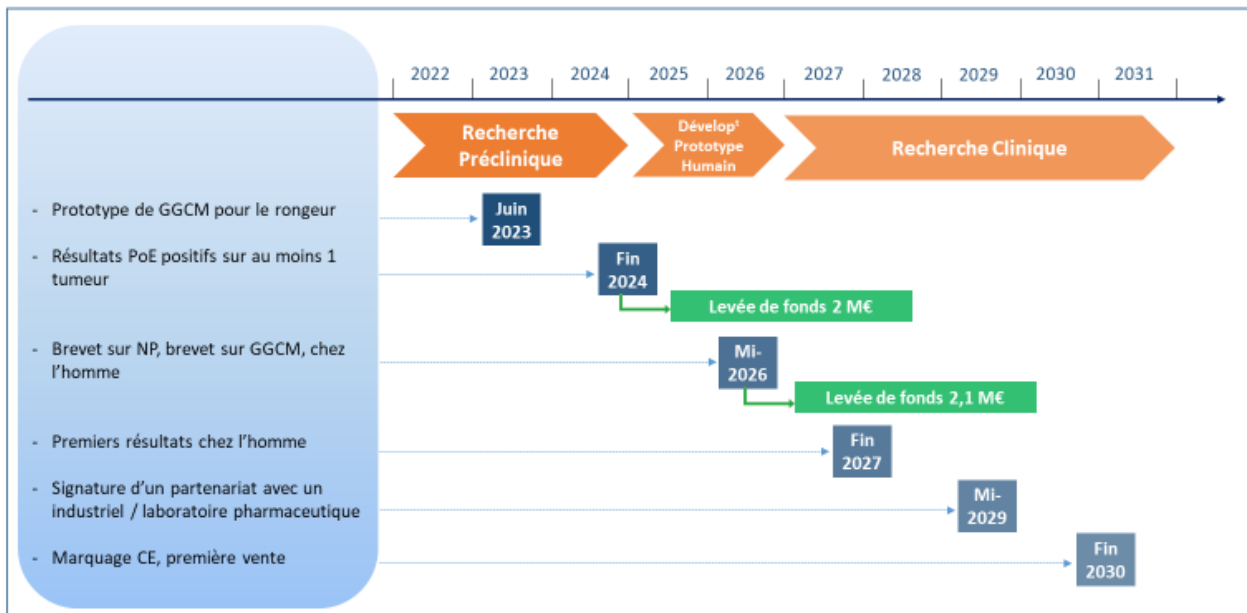 2022 2023 2024 2025 2026 2027 2028 2029 2030 2031
Recherche
Préclinique
Dévelop¹
Prototype
Humain
Recherche Clinique
- Prototype de GGCM pour le rongeur
Juin
2023
- Résultats PoE positifs sur au moins 1
tumeur
Fin
2024
Levée de fonds 2 M€
- Brevet sur NP, brevet sur GGCM, chez
l'homme
Mi-
2026
Levée de fonds 2,1 M€
- Premiers résultats chez l'homme
Fin
2027
- Signature d'un partenariat avec un
industriel / laboratoire pharmaceutique
Mi-
2029
- Marquage CE, première vente
Fin
2030